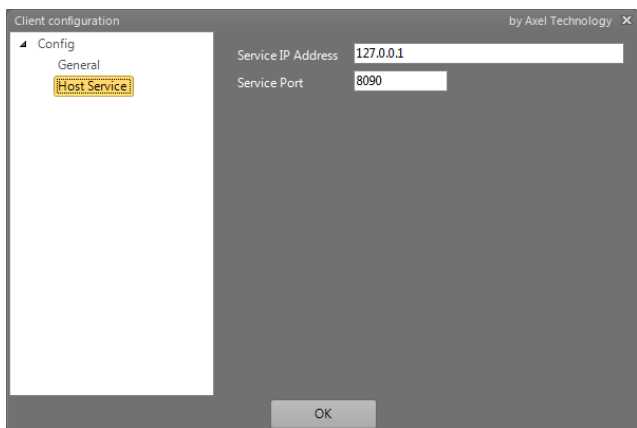 Client configuration by Axel Technology X
Config
General
Host Service
Service IP Address 127.0.0.1
Service Port 8090
OK